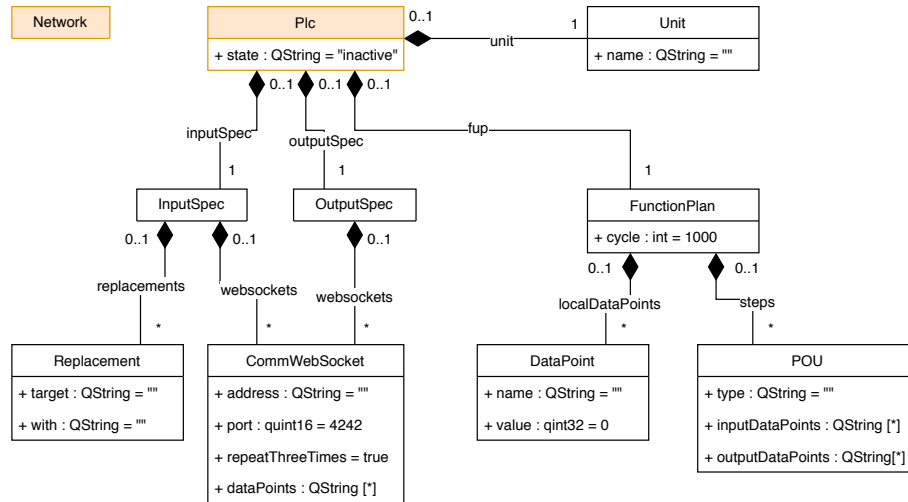 Network
Plc
+ state : QString = "inactive"
0..1
unit
1
Unit
+ name : QString = ""
0..1
0..1
0..1
inputSpec
outputSpec
fup
1
1
1
InputSpec
OutputSpec
FunctionPlan
+ cycle : int = 1000
0..1
0..1
0..1
0..1
0..1
replacements
websockets
websockets
localDataPoints
steps
*
*
*
*
*
Replacement
+ target : QString = ""
+ with : QString = ""
CommWebSocket
+ address : QString = ""
+ port : quint16 = 4242
+ repeatThreeTimes = true
+ dataPoints : QString [*]
DataPoint
+ name : QString = ""
+ value : qint32 = 0
POU
+ type : QString = ""
+ inputDataPoints : QString [*]
+ outputDataPoints : QString[*]